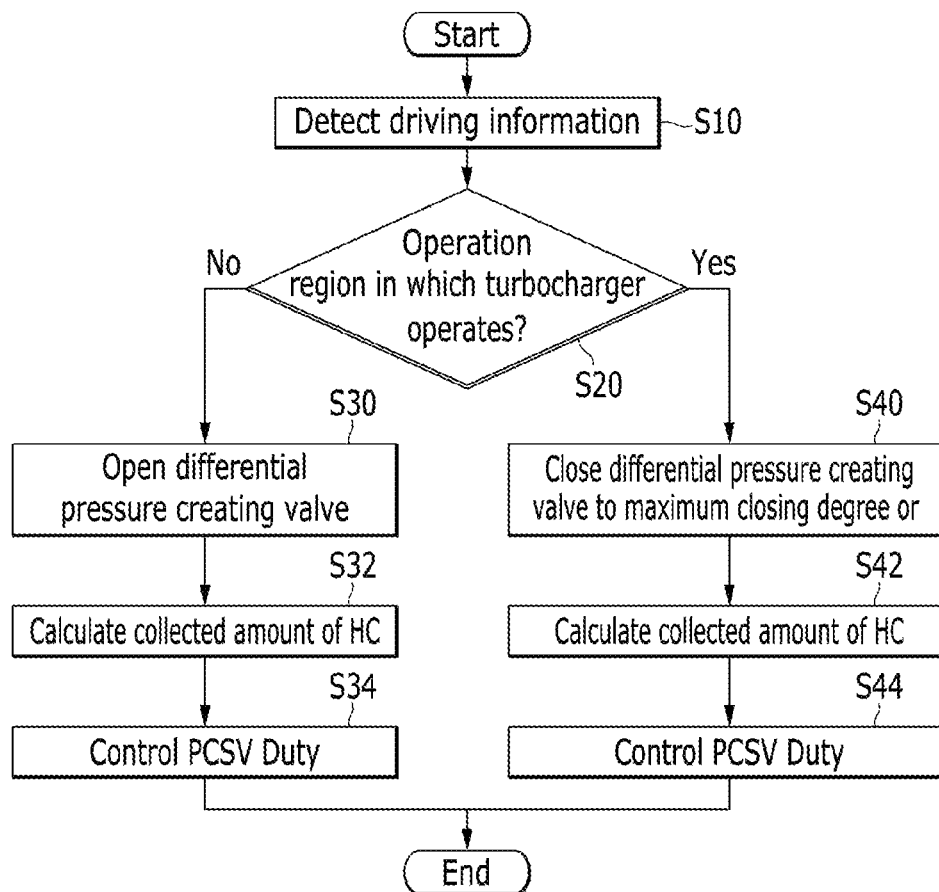 Start
Detect driving information
S10
Operation
region in which turbocharger
operates?
No
Yes
S20
S30
Open differential
pressure creating valve
S32
Calculate collected amount of HC
S34
Control PCSV Duty
S40
Close differential pressure creating
valve to maximum closing degree or
S42
Calculate collected amount of HC
S44
Control PCSV Duty
End